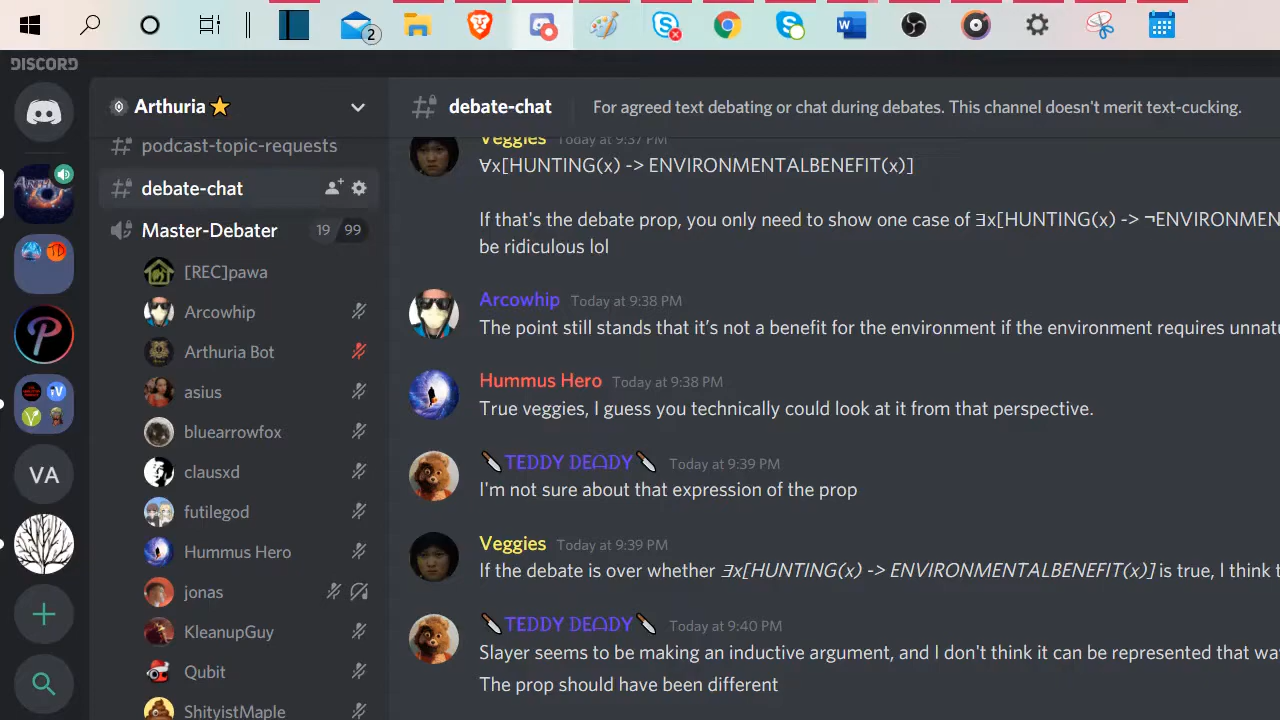 2
DISCORD
Arthuria⭐
debate-chat
For agreed text debating or chat during debates. This channel doesn't merit text-cucking.
podcast-topic-requests
debate-chat
Master-Debater
19 99
[REC]pawa
Arcowhip
Arthuria Bot
asius
bluearrowfox
clausxd
futilegod
Hummus Hero
jonas
KleanupGuy
Qubit
ShityistMaple
VA
Veggies Today at 9:37 PM
∀x[HUNTING(x) -> ENVIRONMENTALBENEFIT(x)]
If that's the debate prop, you only need to show one case of ∃x[HUNTING(x) -> ¬ENVIRONMEN
be ridiculous lol
Arcowhip Today at 9:38 PM
The point still stands that it's not a benefit for the environment if the environment requires unnatu
Hummus Hero Today at 9:38 PM
True veggies, I guess you technically could look at it from that perspective.
🔪TEDDY DEᗩDY🔪 Today at 9:39 PM
I'm not sure about that expression of the prop
Veggies Today at 9:39 PM
If the debate is over whether ∃x[HUNTING(x) -> ENVIRONMENTALBENEFIT(x)] is true, I think t
🔪TEDDY DEᗩDY🔪 Today at 9:40 PM
Slayer seems to be making an inductive argument, and I don't think it can be represented that wa
The prop should have been different